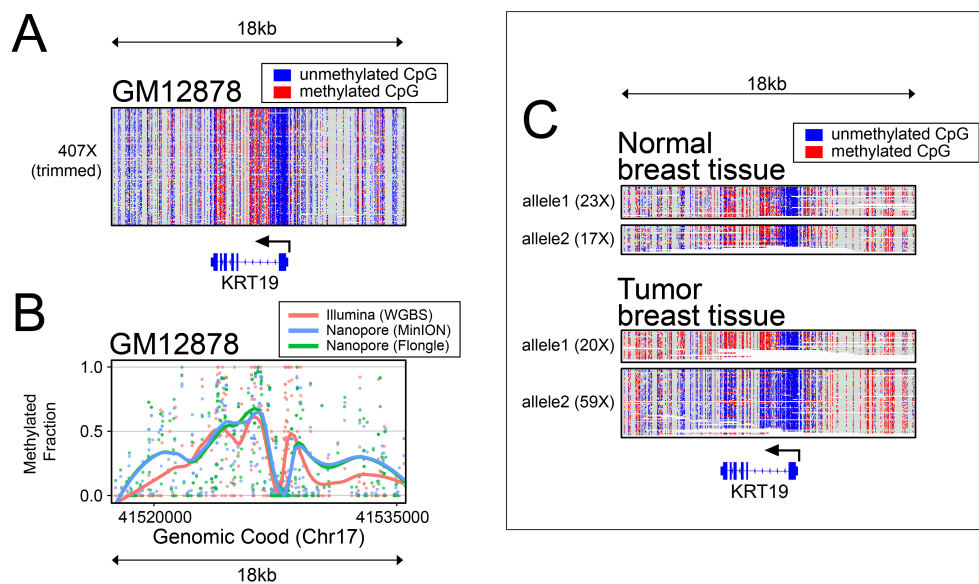 A
18kb
GM12878
unmethylated CpG
methylated CpG
407X
(trimmed)
KRT19
B
GM12878
Illumina (WGBS)
Nanopore (MinION)
Nanopore (Flongle)
Methylated
Fraction
1.0
0.5
0.0
41520000
41535000
Genomic Cood (Chr17)
18kb
C
18kb
unmethylated CpG
methylated CpG
Normal
breast tissue
allele1 (23X)
allele2 (17X)
Tumor
breast tissue
allele1 (20X)
allele2 (59X)
KRT19